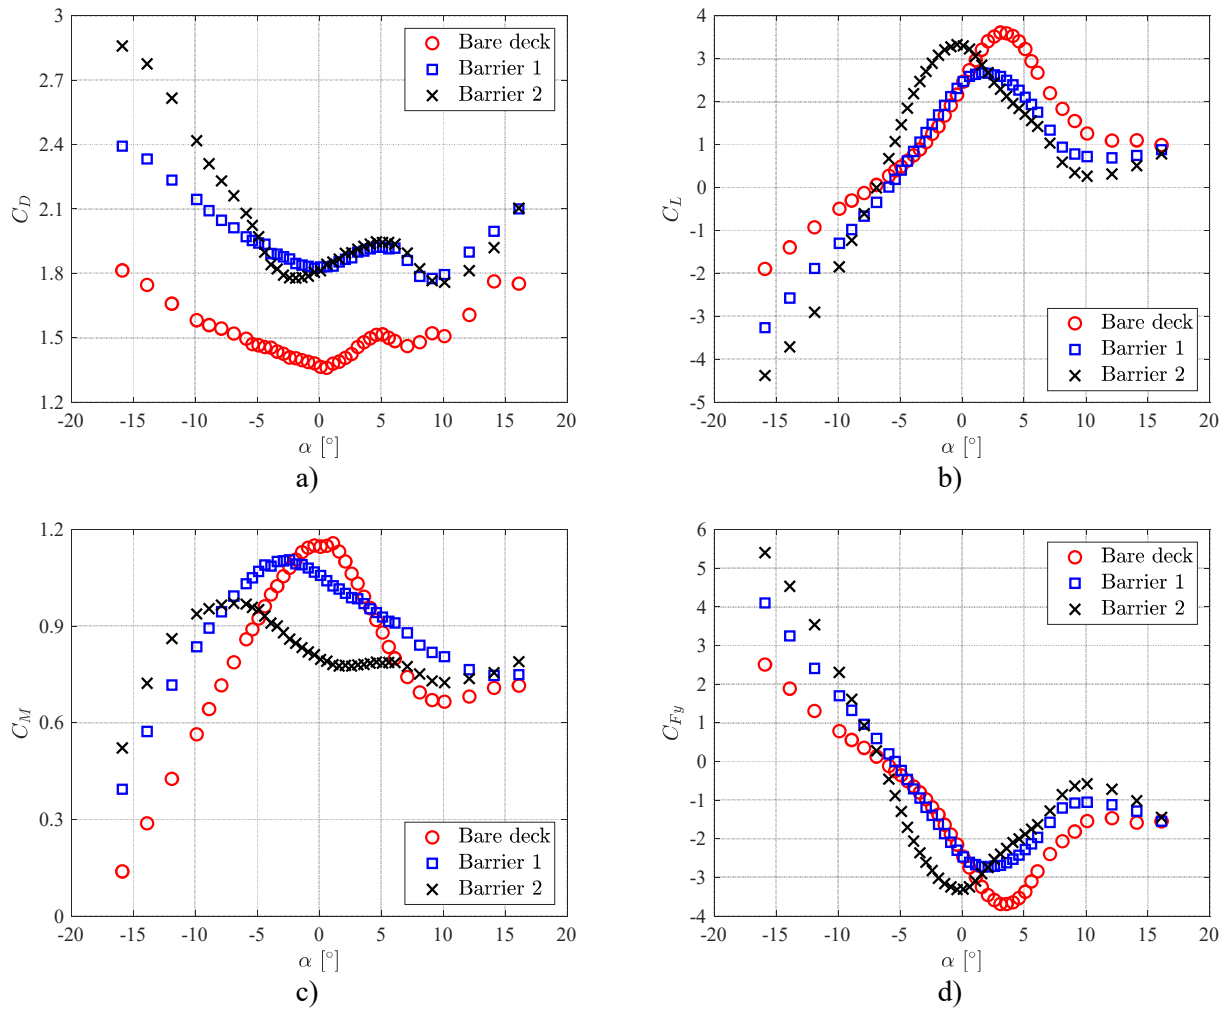 3
2.7
2.4
2.1
1.8
1.5
1.2
C_D
-20 -15 -10 -5 0 5 10 15 20
α [°]
Bare deck
Barrier 1
Barrier 2
a)
4
3
2
1
0
-1
-2
-3
-4
-5
C_L
-20 -15 -10 -5 0 5 10 15 20
α [°]
Bare deck
Barrier 1
Barrier 2
b)
1.2
0.9
0.6
0.3
0
C_M
-20 -15 -10 -5 0 5 10 15 20
α [°]
Bare deck
Barrier 1
Barrier 2
c)
6
5
4
3
2
1
0
-1
-2
-3
-4
C_{Fy}
-20 -15 -10 -5 0 5 10 15 20
α [°]
Bare deck
Barrier 1
Barrier 2
d)